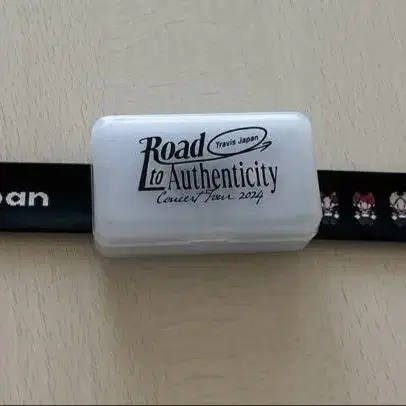 Road
Travis Japan
to Authenticity
Concert Tour 2024
pan